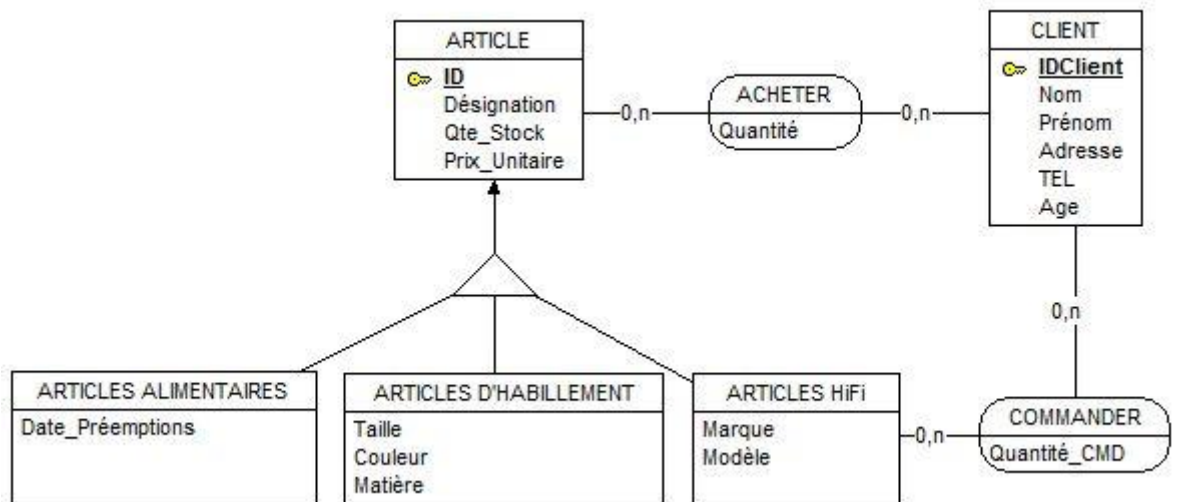 ARTICLE
ID
Désignation
Qte_Stock
Prix_Unitaire
0,n
ACHETER
Quantité
0,n
CLIENT
IDClient
Nom
Prénom
Adresse
TEL
Age
0,n
ARTICLES ALIMENTAIRES
Date_Préemptions
ARTICLES D'HABILLEMENT
Taille
Couleur
Matière
ARTICLES HiFi
Marque
Modèle
0,n
COMMANDER
Quantité_CMD